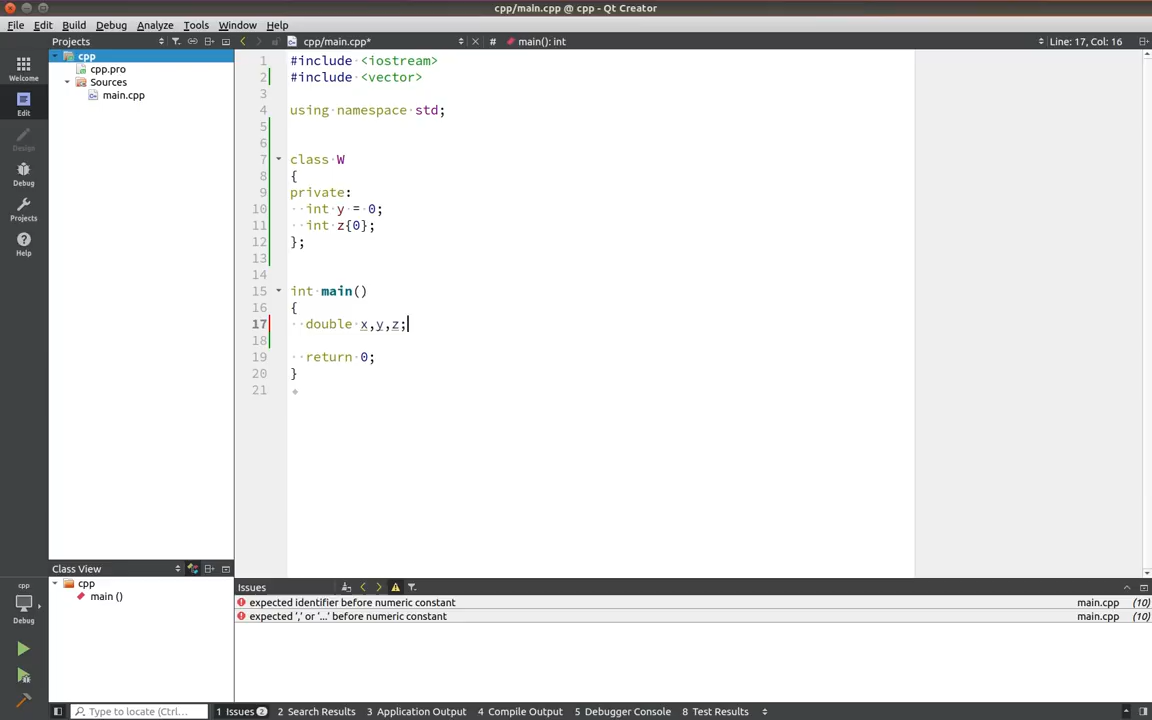 cpp/main.cpp @ cpp - Qt Creator
File Edit Build Debug Analyze Tools Window Help
Projects cpp/main.cpp* # main(): int Line: 17, Col: 16
Welcome
Edit
Design
Debug
Projects
Help
cpp
cpp.pro
Sources
main.cpp
1 #include <iostream>
2 #include <vector>
3
4 using namespace std;
5
6
7 class W
8 {
9 private:
10 int y = 0;
11 int z{0};
12 };
13
14
15 int main()
16 {
17 double x,y,z;
18
19 return 0;
20 }
21
Class View
cpp
main ()
cpp
Debug
Issues
expected identifier before numeric constant main.cpp (10)
expected ',' or '...' before numeric constant main.cpp (10)
Type to locate (Ctrl... 1 Issues 2 2 Search Results 3 Application Output 4 Compile Output 5 Debugger Console 8 Test Results